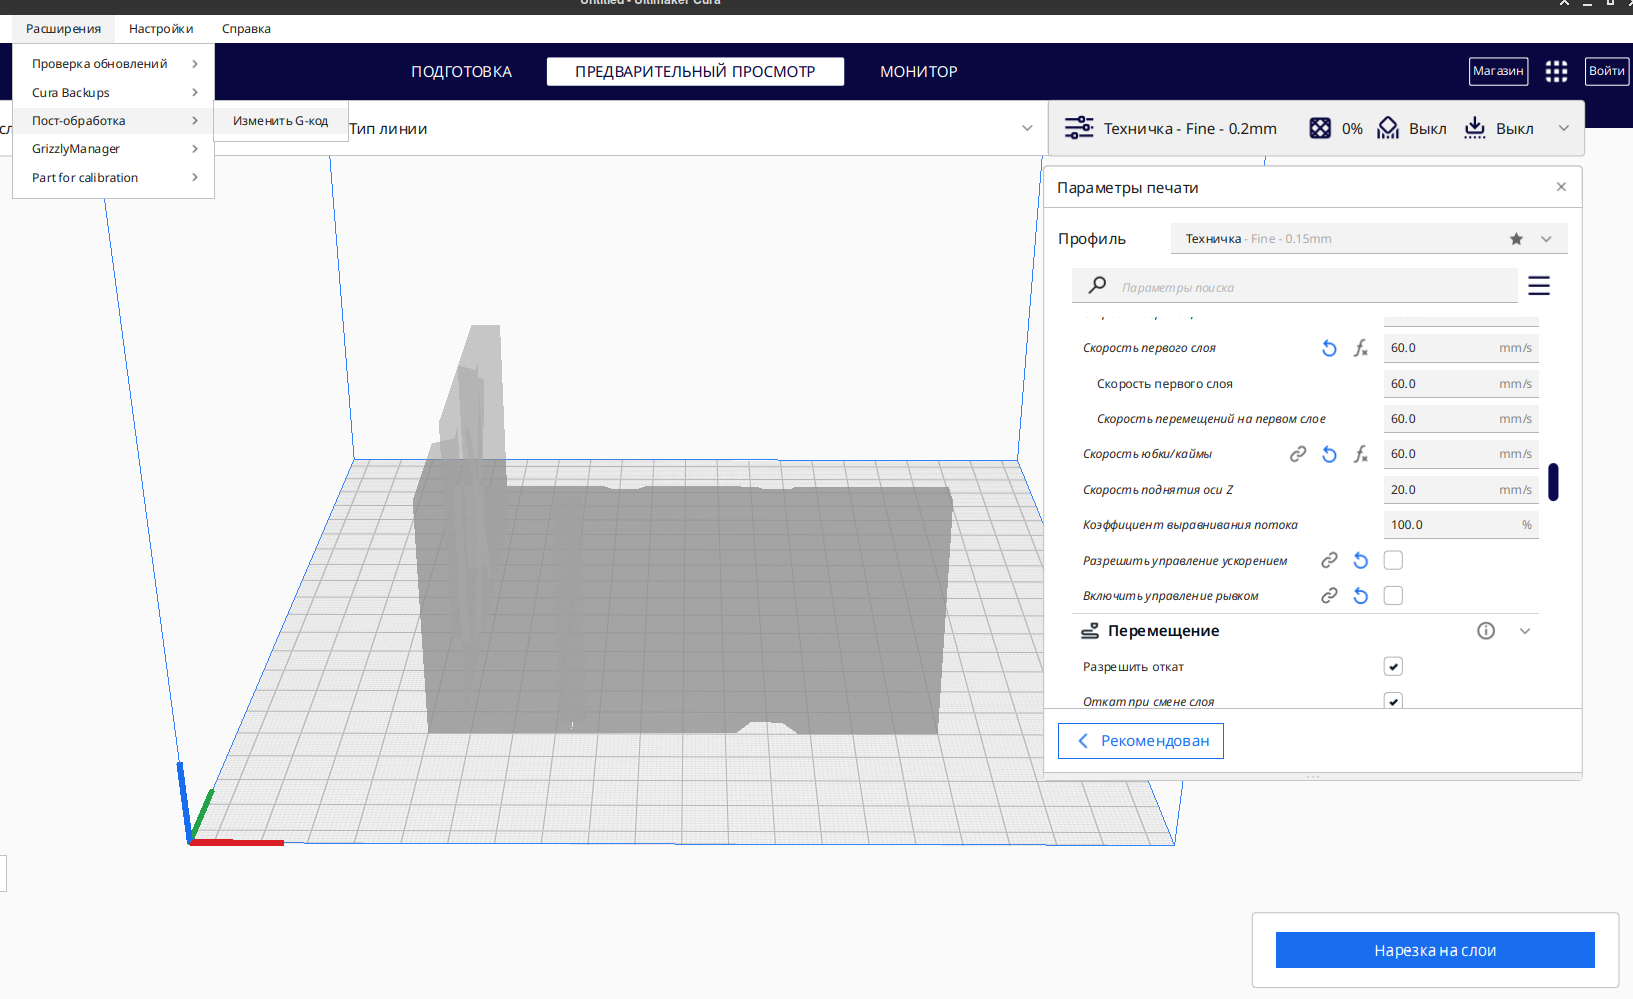 Untitled - Ultimaker Cura
Расширения Настройки Справка
Проверка обновлений
Cura Backups
Пост-обработка
GrizzlyManager
Part for calibration
Изменить G-код
ПОДГОТОВКА ПРЕДВАРИТЕЛЬНЫЙ ПРОСМОТР МОНИТОР
Магазин Войти
Тип линии
Техничка - Fine - 0.2mm 0% Выкл Выкл
Параметры печати
Профиль Техничка - Fine - 0.15mm
Параметры поиска
Скорость первого слоя 60.0 mm/s
Скорость первого слоя 60.0 mm/s
Скорость перемещений на первом слое 60.0 mm/s
Скорость юбки/каймы 60.0 mm/s
Скорость поднятия оси Z 20.0 mm/s
Коэффициент выравнивания потока 100.0 %
Разрешить управление ускорением
Включить управление рывком
Перемещение
Разрешить откат
Откат при смене слоя
Рекомендован
Нарезка на слои